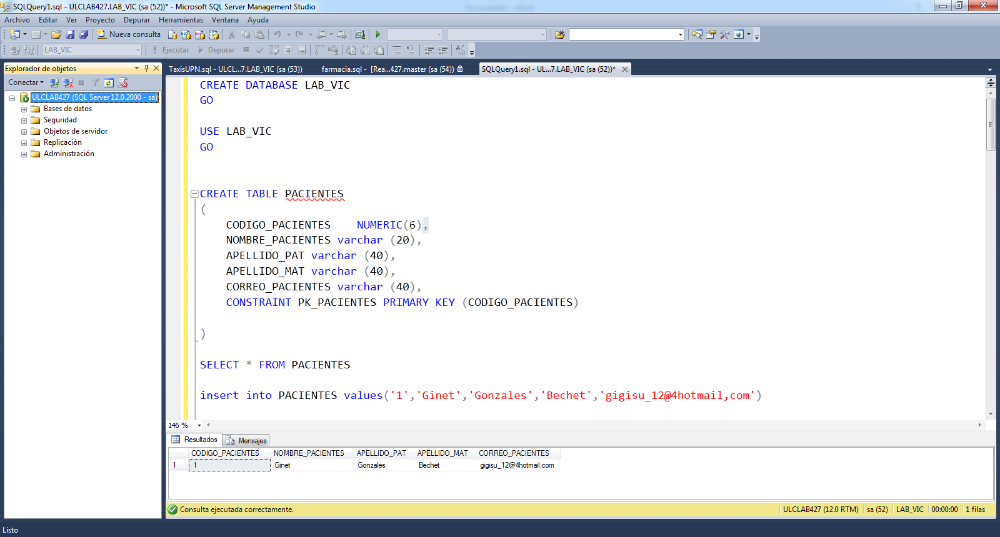 SQLQuery1.sql - ULCLAB427.LAB_VIC (sa (52))* - Microsoft SQL Server Management Studio
Archivo Editar Ver Proyecto Depurar Herramientas Ventana Ayuda
Nueva consulta
LAB_VIC Ejecutar Depurar
Explorador de objetos
TaxisUPN.sql - ULCL...7.LAB_VIC (sa (53)) farmacia.sql - [Rea...427.master (sa (54)) SQLQuery1.sql - UL...7.LAB_VIC (sa (52))*
Conectar
ULCLAB427 (SQL Server 12.0.2000 - sa)
Bases de datos
Seguridad
Objetos de servidor
Replicación
Administración
CREATE DATABASE LAB_VIC
GO
USE LAB_VIC
GO
CREATE TABLE PACIENTES
(
CODIGO_PACIENTES NUMERIC(6),
NOMBRE_PACIENTES varchar (20),
APELLIDO_PAT varchar (40),
APELLIDO_MAT varchar (40),
CORREO_PACIENTES varchar (40),
CONSTRAINT PK_PACIENTES PRIMARY KEY (CODIGO_PACIENTES)
)
SELECT * FROM PACIENTES
insert into PACIENTES values('1','Ginet','Gonzales','Bechet','gigisu_12@4hotmail,com')
146 %
Resultados Mensajes
CODIGO_PACIENTES NOMBRE_PACIENTES APELLIDO_PAT APELLIDO_MAT CORREO_PACIENTES
1 1 Ginet Gonzales Bechet gigisu_12@4hotmail,com
Consulta ejecutada correctamente. ULCLAB427 (12.0 RTM) sa (52) LAB_VIC 00:00:00 1 filas
Listo